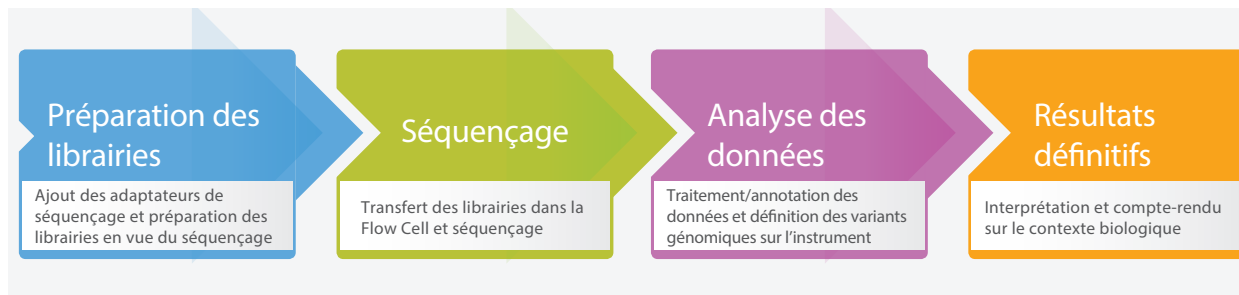 Préparation des
librairies
Ajout des adaptateurs de
séquençage et préparation des
librairies en vue du séquençage
Séquençage
Transfert des librairies dans la
Flow Cell et séquençage
Analyse des
données
Traitement/annotation des
données et définition des variants
génomiques sur l'instrument
Résultats
définitifs
Interprétation et compte-rendu
sur le contexte biologique